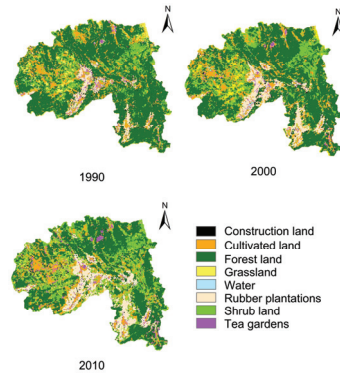 N
N
1990
2000
N
2010
Construction land
Cultivated land
Forest land
Grassland
Water
Rubber plantations
Shrub land
Tea gardens